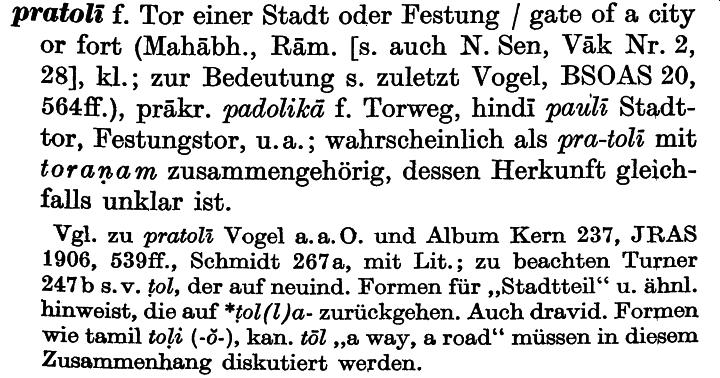 pratolī f. Tor einer Stadt oder Festung / gate of a city
or fort (Mahābh., Rām. [s. auch N. Sen, Vāk Nr. 2,
28], kl.; zur Bedeutung s. zuletzt Vogel, BSOAS 20,
564ff.), prākr. padolikā f. Torweg, hindī paulī Stadt-
tor, Festungstor, u. a.; wahrscheinlich als pra-tolī mit
toraṇam zusammengehörig, dessen Herkunft gleich-
falls unklar ist.
Vgl. zu pratolī Vogel a. a. O. und Album Kern 237, JRAS
1906, 539ff., Schmidt 267a, mit Lit.; zu beachten Turner
247b s. v. ṭol, der auf neuind. Formen für „Stadtteil“ u. ähnl.
hinweist, die auf *ṭol(l)a- zurückgehen. Auch dravid. Formen
wie tamil toḷi (-ŏ-), kan. tōl „a way, a road“ müssen in diesem
Zusammenhang diskutiert werden.